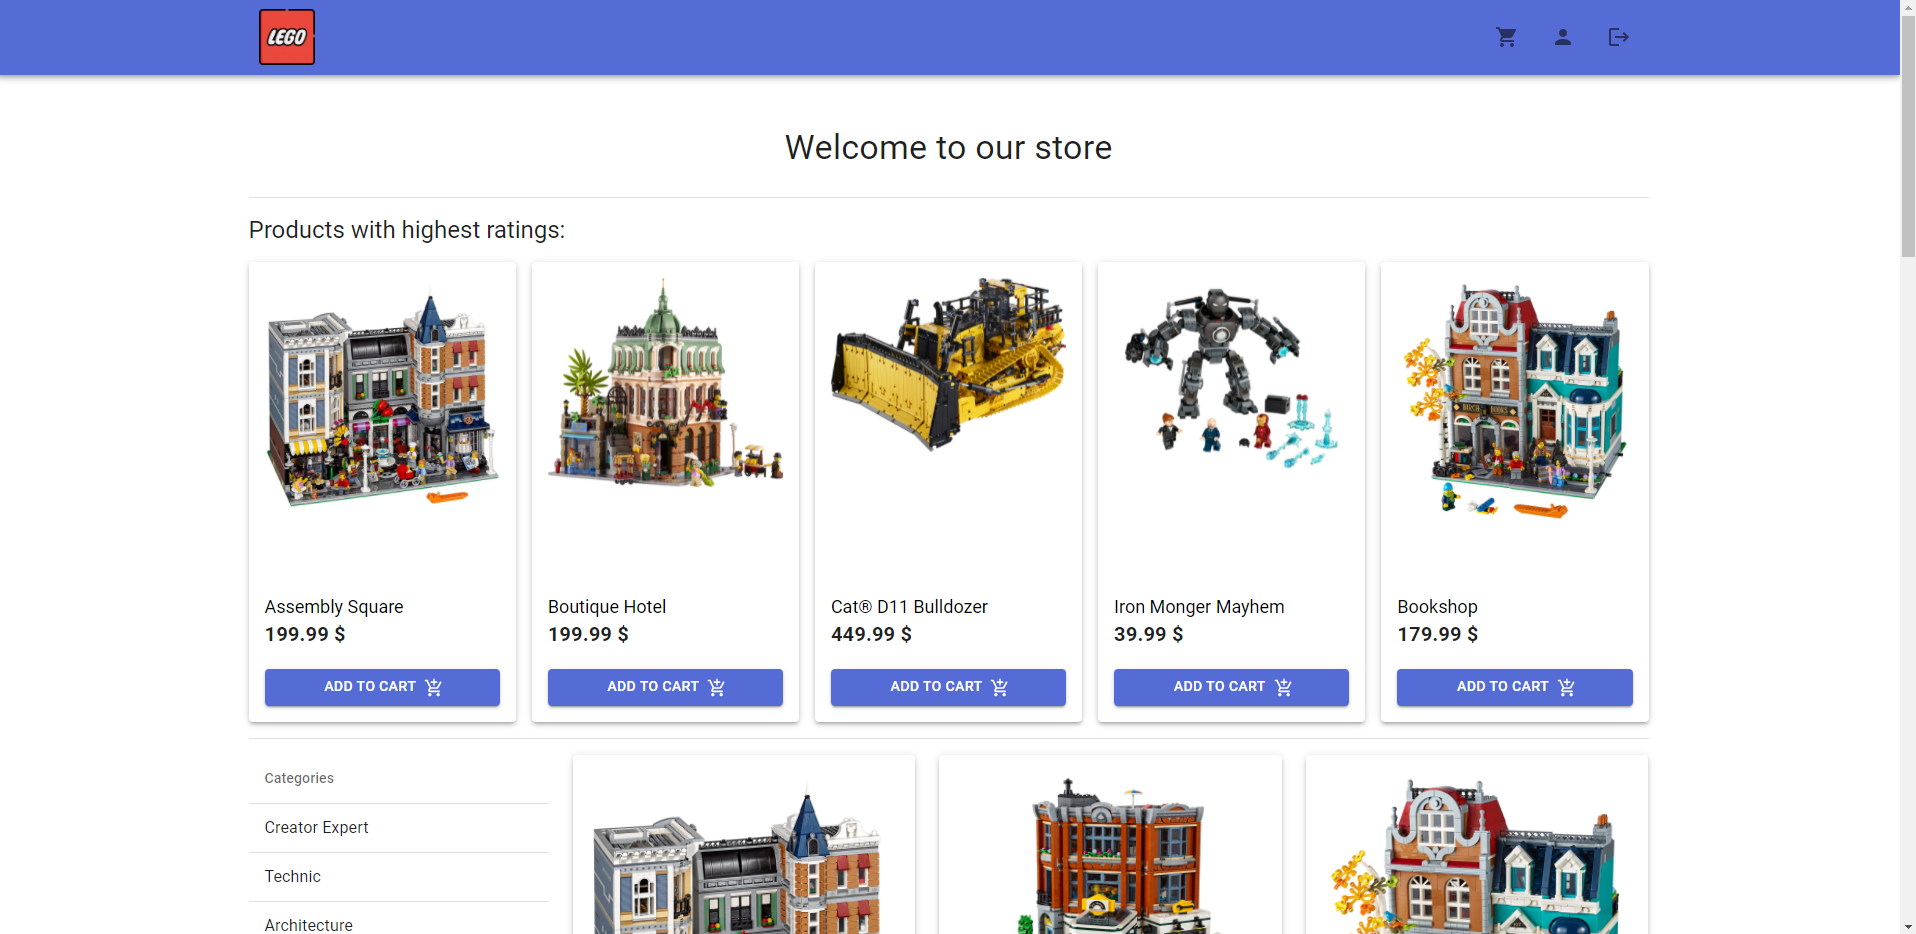 LEGO
Welcome to our store
Products with highest ratings:
Assembly Square
199.99 $
ADD TO CART
Boutique Hotel
199.99 $
ADD TO CART
Cat® D11 Bulldozer
449.99 $
ADD TO CART
Iron Monger Mayhem
39.99 $
ADD TO CART
BIRCH BOOKS
Bookshop
179.99 $
ADD TO CART
Categories
Creator Expert
Technic
Architecture